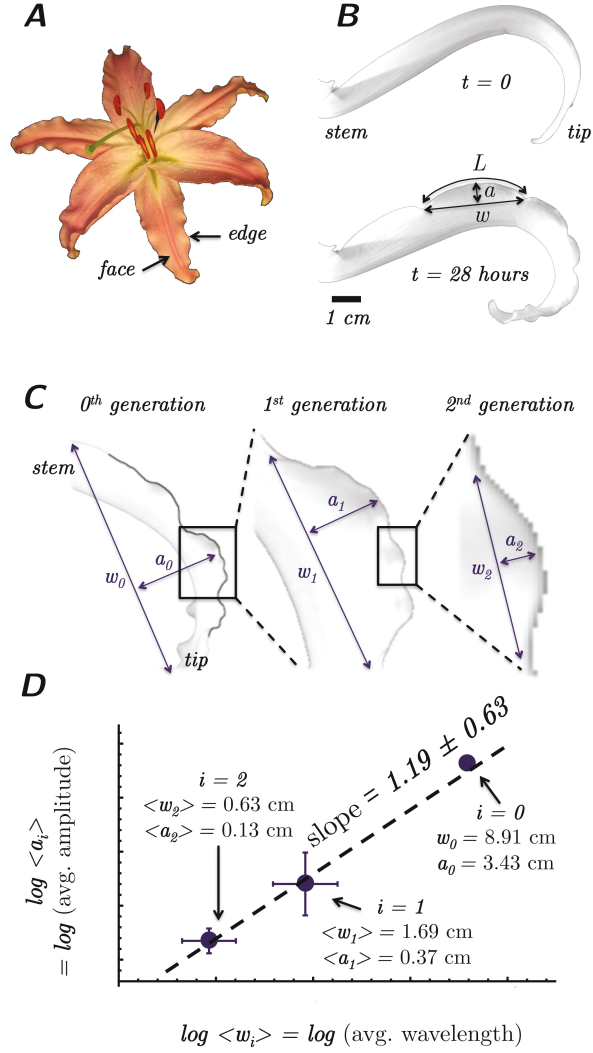 A
edge
face
B
t = 0
stem
tip
L
a
w
t = 28 hours
1 cm
C
0th generation
1st generation
2nd generation
stem
a0
w0
tip
a1
w1
a2
w2
D
log <ai>
= log (avg. amplitude)
slope = 1.19 ± 0.63
i = 2
<w2> = 0.63 cm
<a2> = 0.13 cm
i = 0
w0 = 8.91 cm
a0 = 3.43 cm
i = 1
<w1> = 1.69 cm
<a1> = 0.37 cm
log <wi> = log (avg. wavelength)